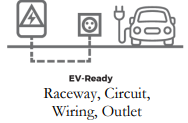 EV-Ready
Raceway, Circuit,
Wiring, Outlet